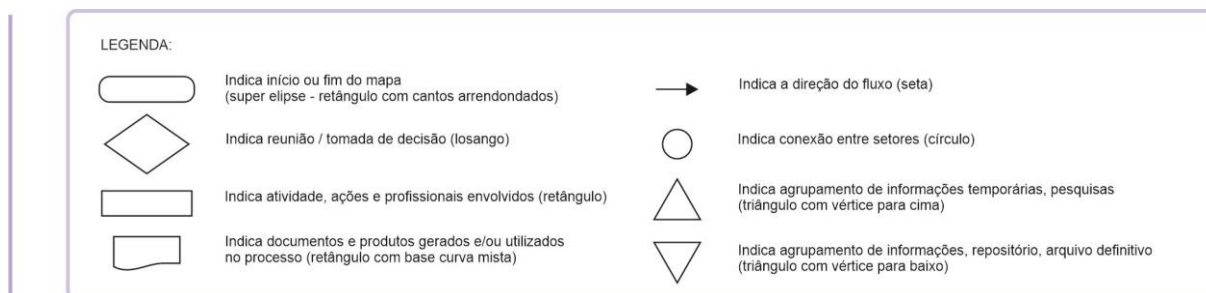 LEGENDA:
Indica início ou fim do mapa
(super elipse - retângulo com cantos arrendondados)
Indica reunião / tomada de decisão (losango)
Indica atividade, ações e profissionais envolvidos (retângulo)
Indica documentos e produtos gerados e/ou utilizados
no processo (retângulo com base curva mista)
Indica a direção do fluxo (seta)
Indica conexão entre setores (círculo)
Indica agrupamento de informações temporárias, pesquisas
(triângulo com vértice para cima)
Indica agrupamento de informações, repositório, arquivo definitivo
(triângulo com vértice para baixo)